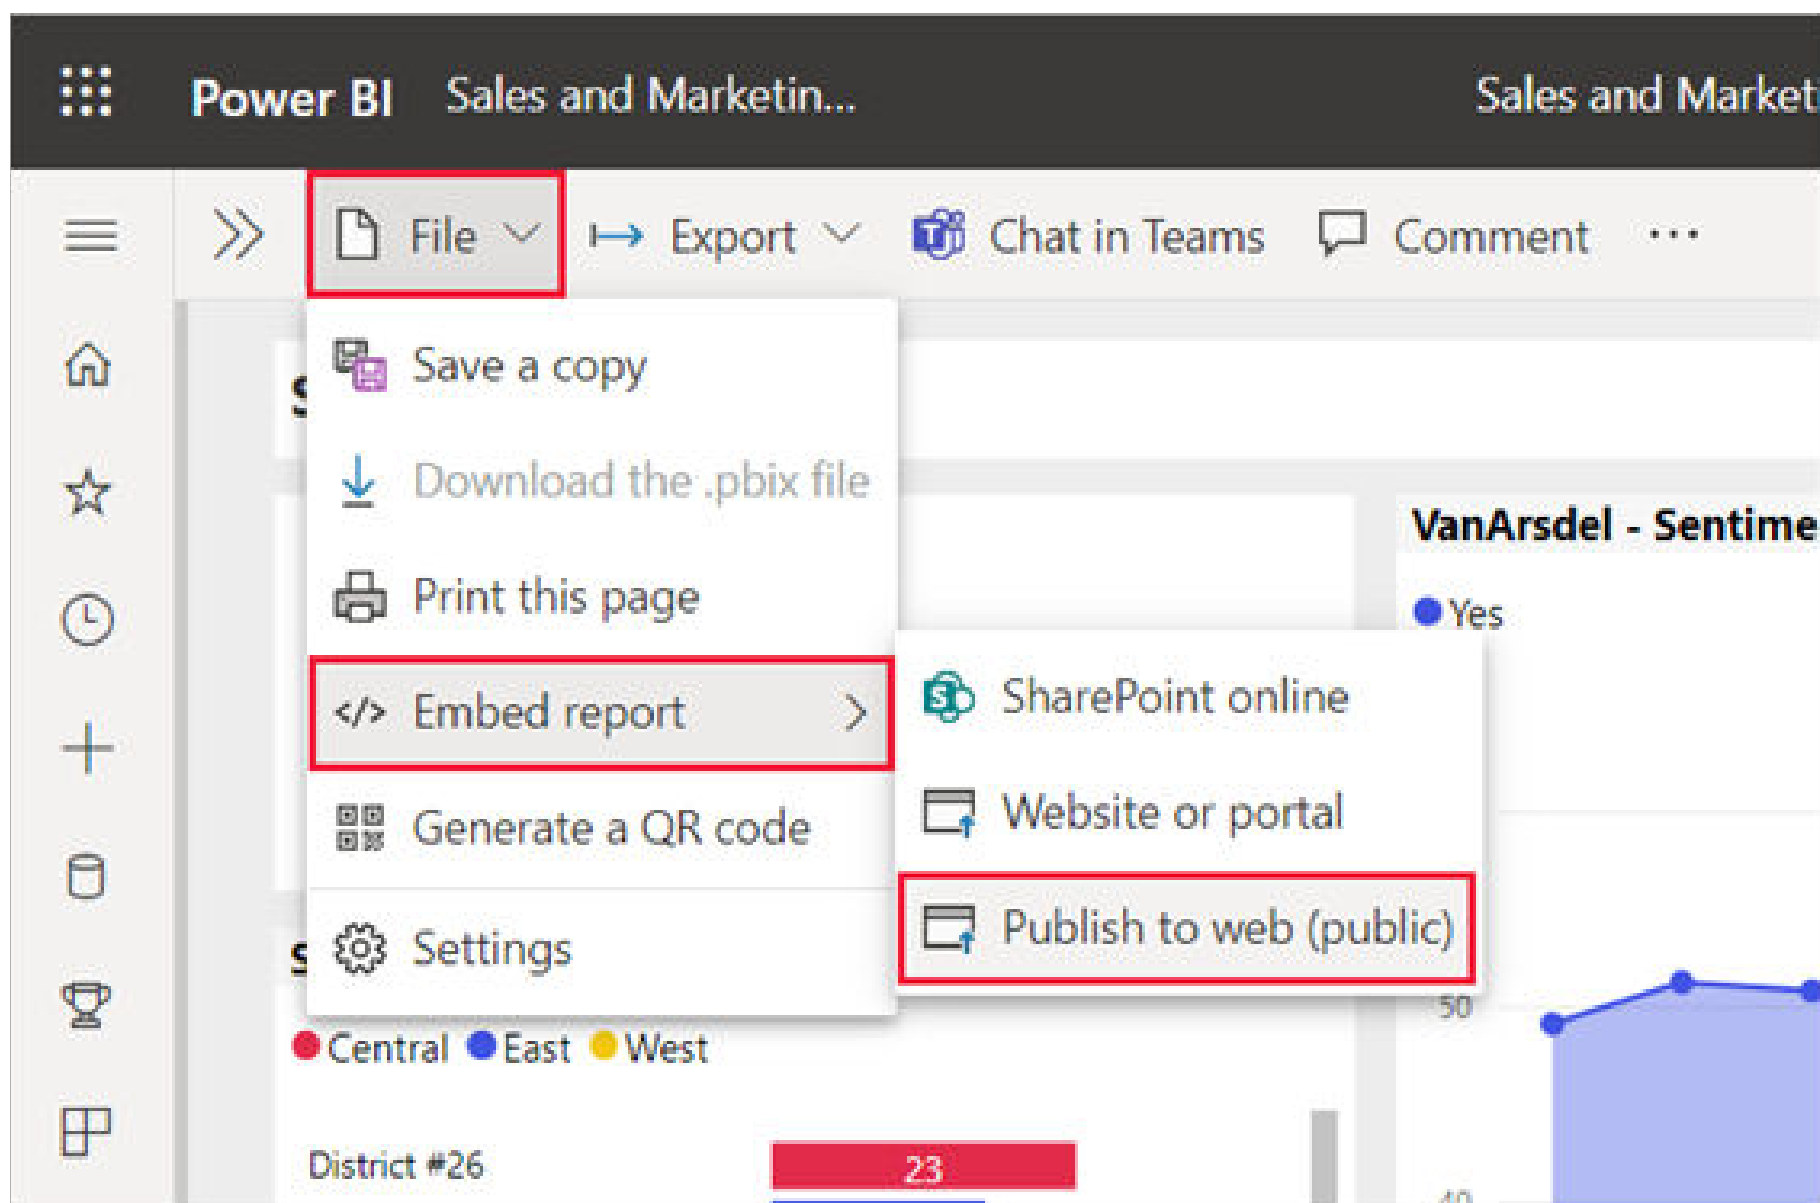 Power BI Sales and Marketin... Sales and Market
File Export Chat in Teams Comment ...
Save a copy
Download the .pbix file
Print this page
Embed report
Generate a QR code
Settings
SharePoint online
Website or portal
Publish to web (public)
VanArsdel - Sentime
Yes
50
40
Central East West
District #26
23